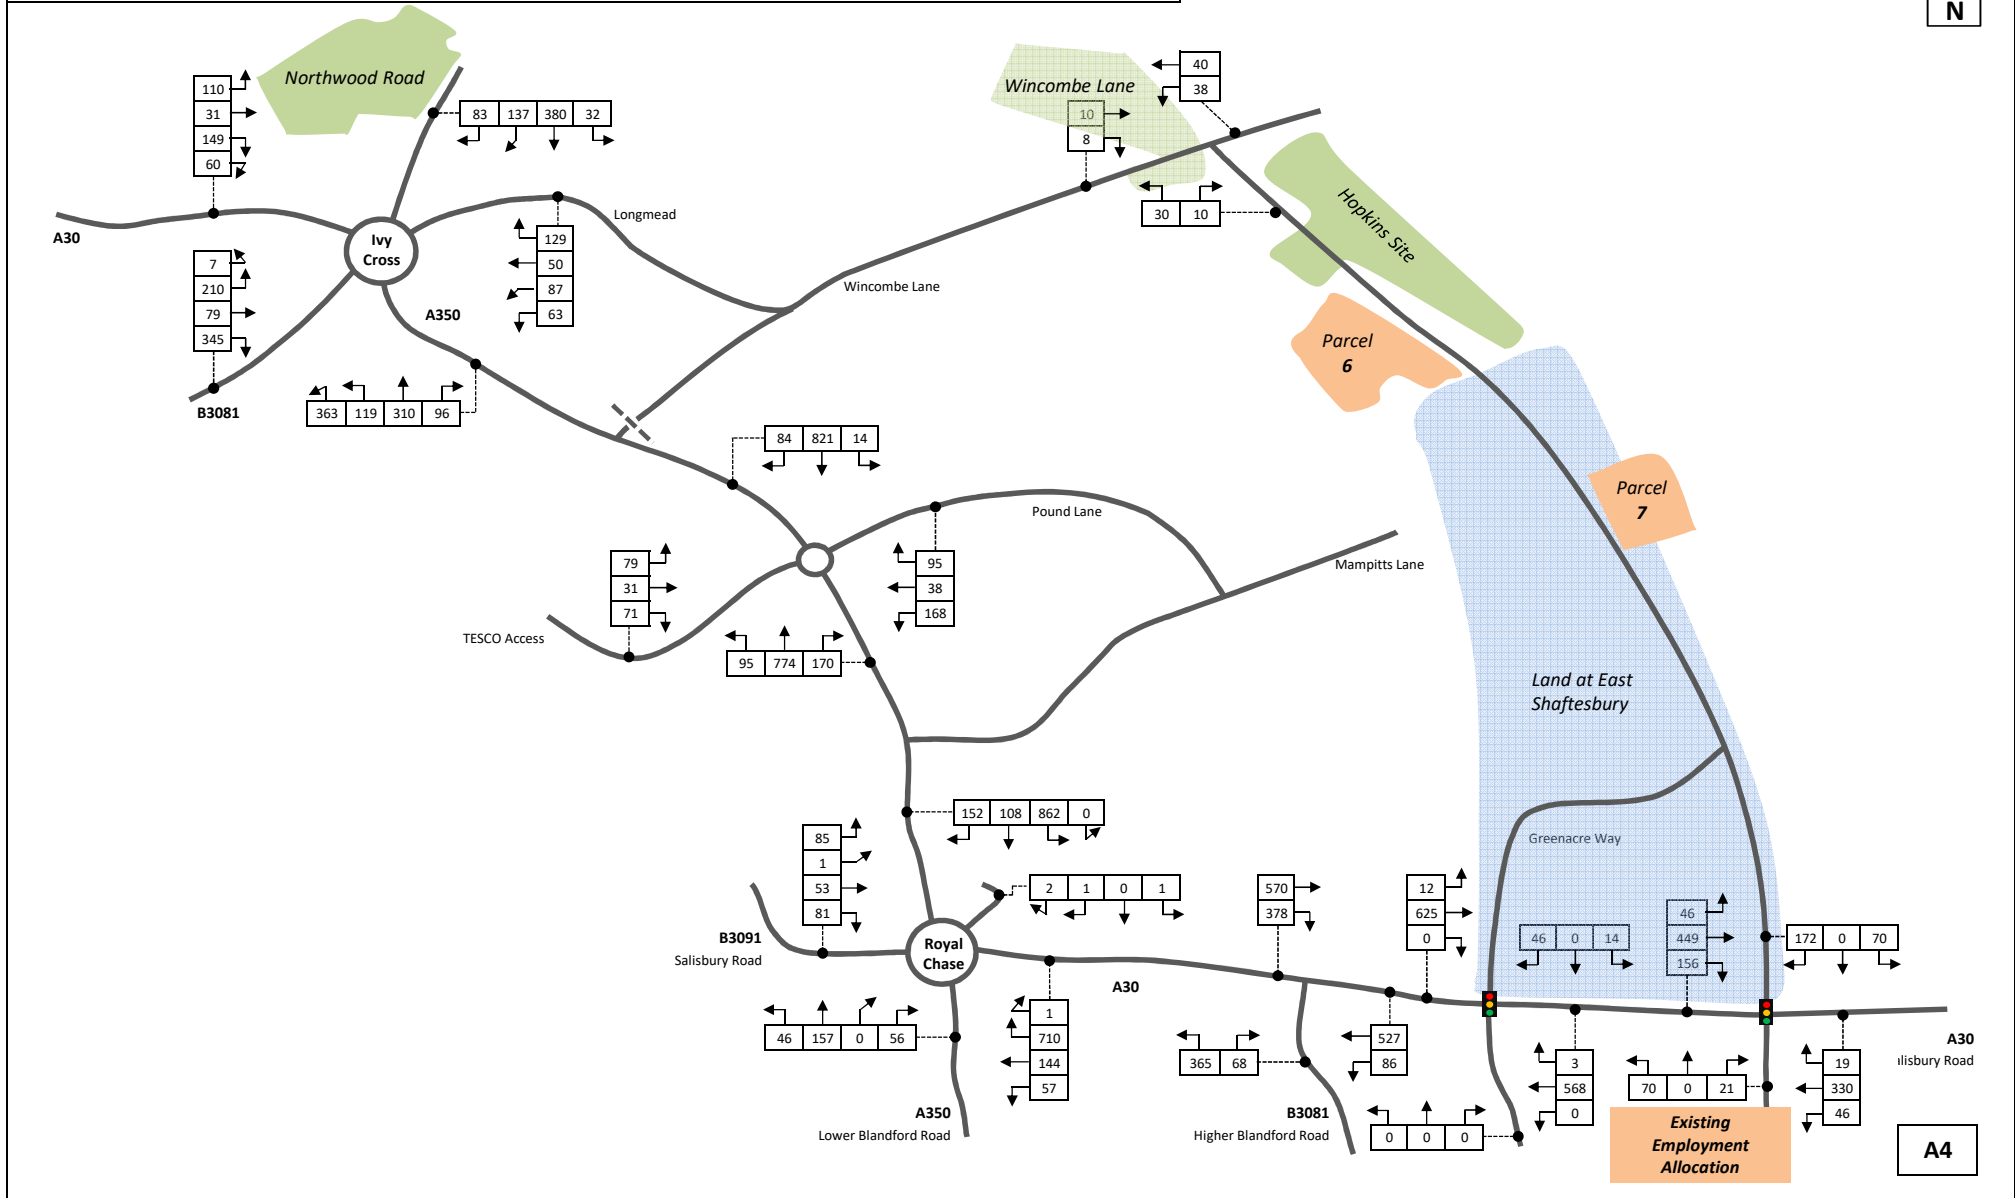 N
Northwood Road
110
31
149
60
83 137 380 32
Wincombe Lane
40
38
10
8
30 10
Hopkins Site
Longmead
A30
Ivy
Cross
7
210
79
345
129
50
87
63
Wincombe Lane
A350
B3081
363 119 310 96
Parcel
6
84 821 14
Parcel
7
Pound Lane
Mampitts Lane
79
31
71
95
38
168
TESCO Access
95 774 170
Land at East
Shaftesbury
152 108 862 0
Greenacre Way
85
1
53
81
2 1 0 1
570
378
12
625
0
46 0 14
46
449
156
172 0 70
B3091
Salisbury Road
Royal
Chase
A30
46 157 0 56
1
710
144
57
365 68
527
86
3
568
0
70 0 21
19
330
46
A30
alisbury Road
A350
Lower Blandford Road
B3081
Higher Blandford Road
0 0 0
Existing
Employment
Allocation
A4